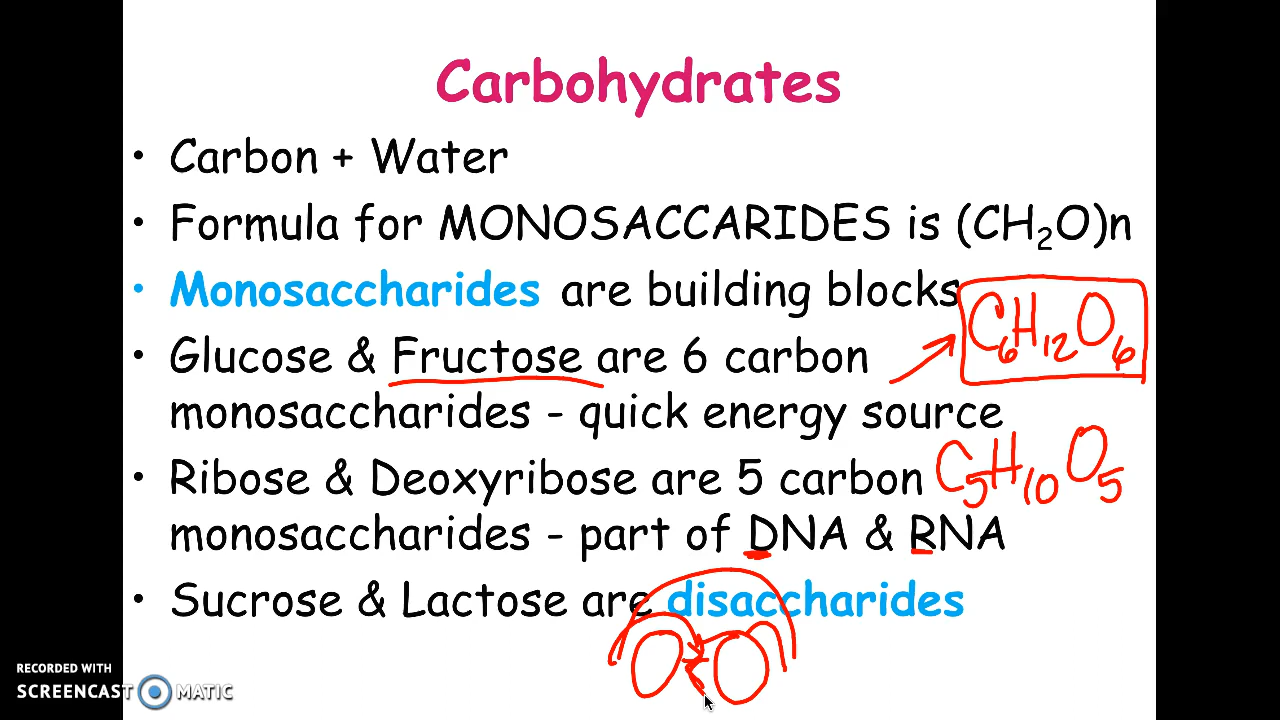 Carbohydrates
• Carbon + Water
• Formula for MONOSACCARIDES is (CH₂O)n
• Monosaccharides are building blocks
• Glucose & Fructose are 6 carbon C₆H₁₂O₆
monosaccharides - quick energy source
• Ribose & Deoxyribose are 5 carbon C₅H₁₀O₅
monosaccharides - part of DNA & RNA
• Sucrose & Lactose are disaccharides
RECORDED WITH
SCREENCAST MATIC